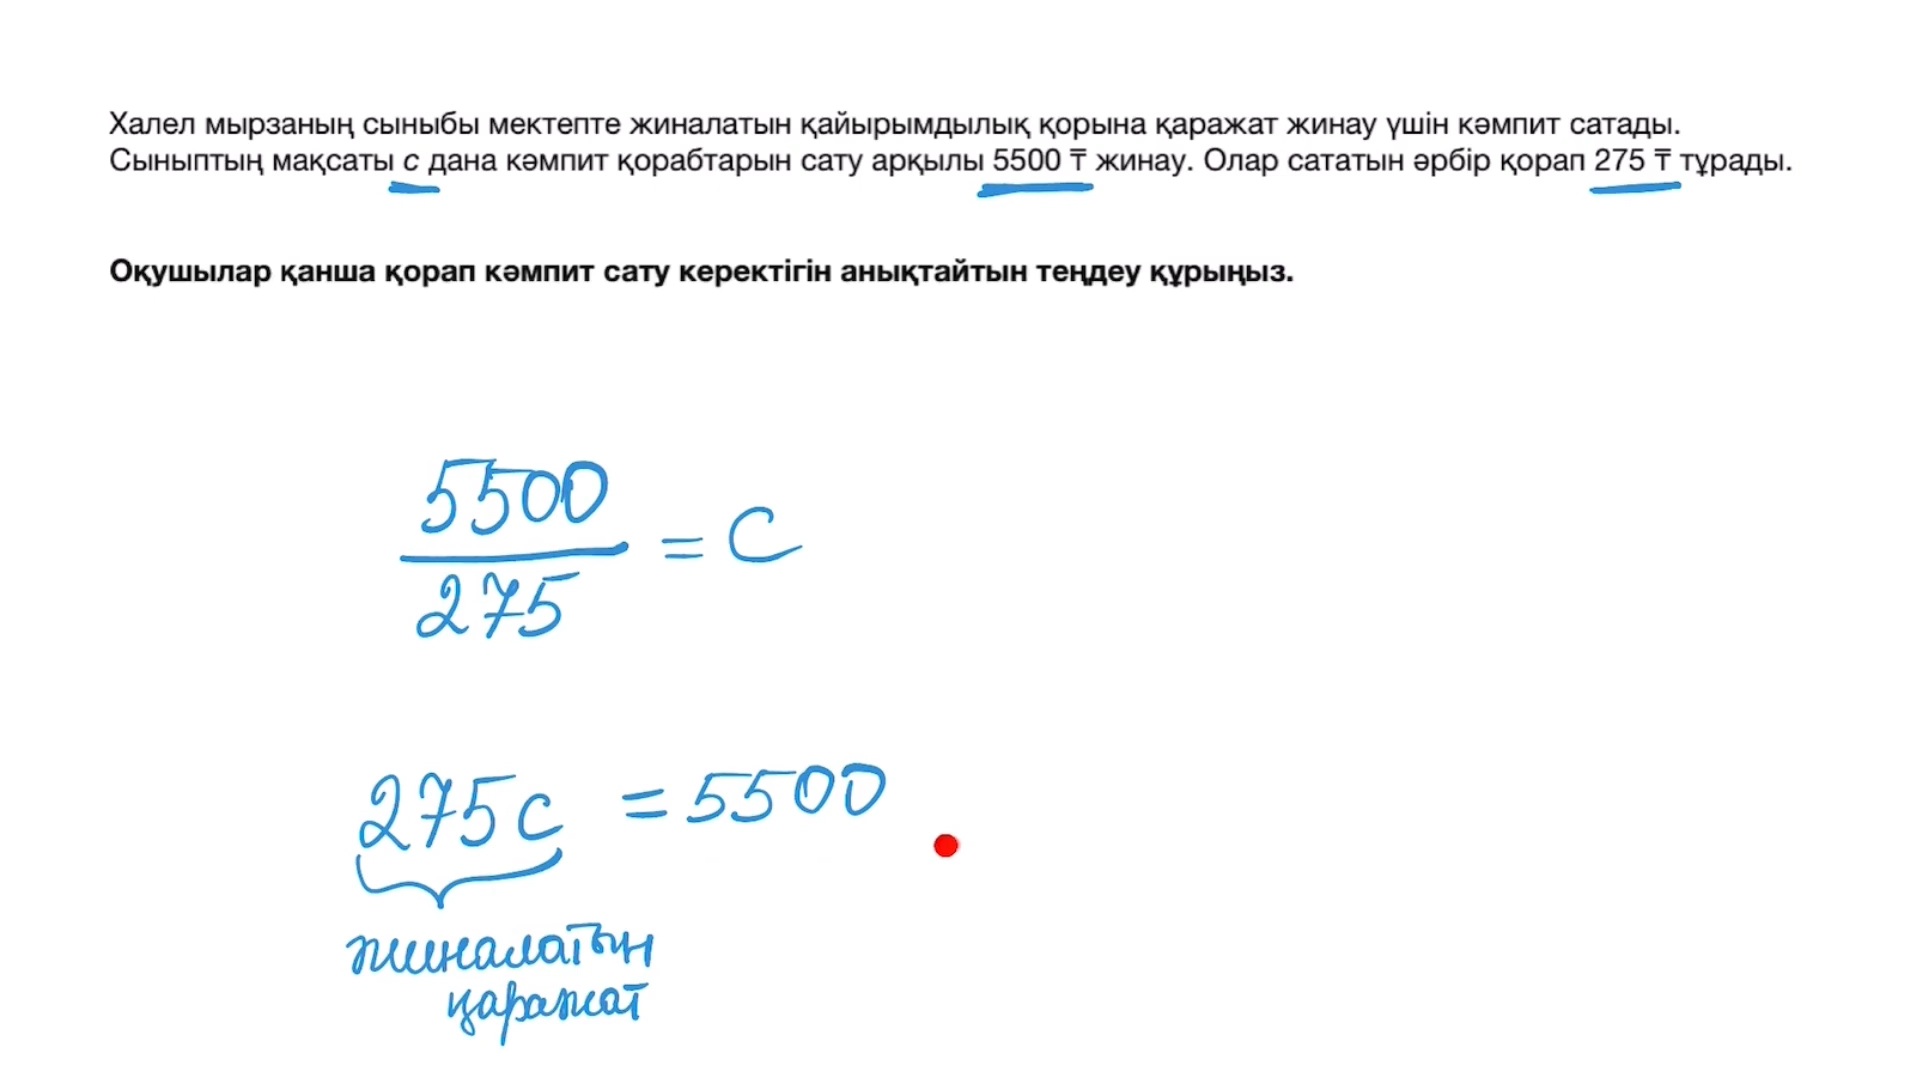 Халел мырзаның сыныбы мектепте жиналатын қайырымдылық қорына қаражат жинау үшін кәмпит сатады.
Сыныптың мақсаты с дана кәмпит қорабтарын сату арқылы 5500 ₸ жинау. Олар сататын әрбір қорап 275 ₸ тұрады.
Оқушылар қанша қорап кәмпит сату керектігін анықтайтын теңдеу құрыңыз.
5500
= c
275
275c = 5500
жиналатын
қаражат